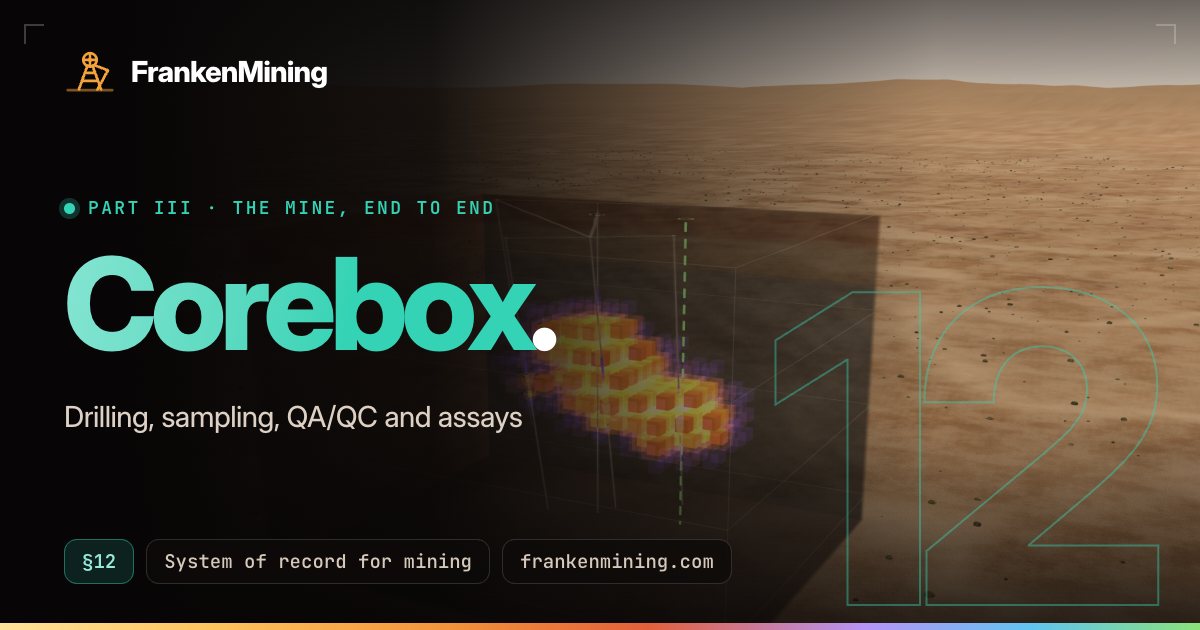 FrankenMining
PART III · THE MINE, END TO END
Corebox.
Drilling, sampling, QA/QC and assays
§12
System of record for mining
frankenmining.com
12